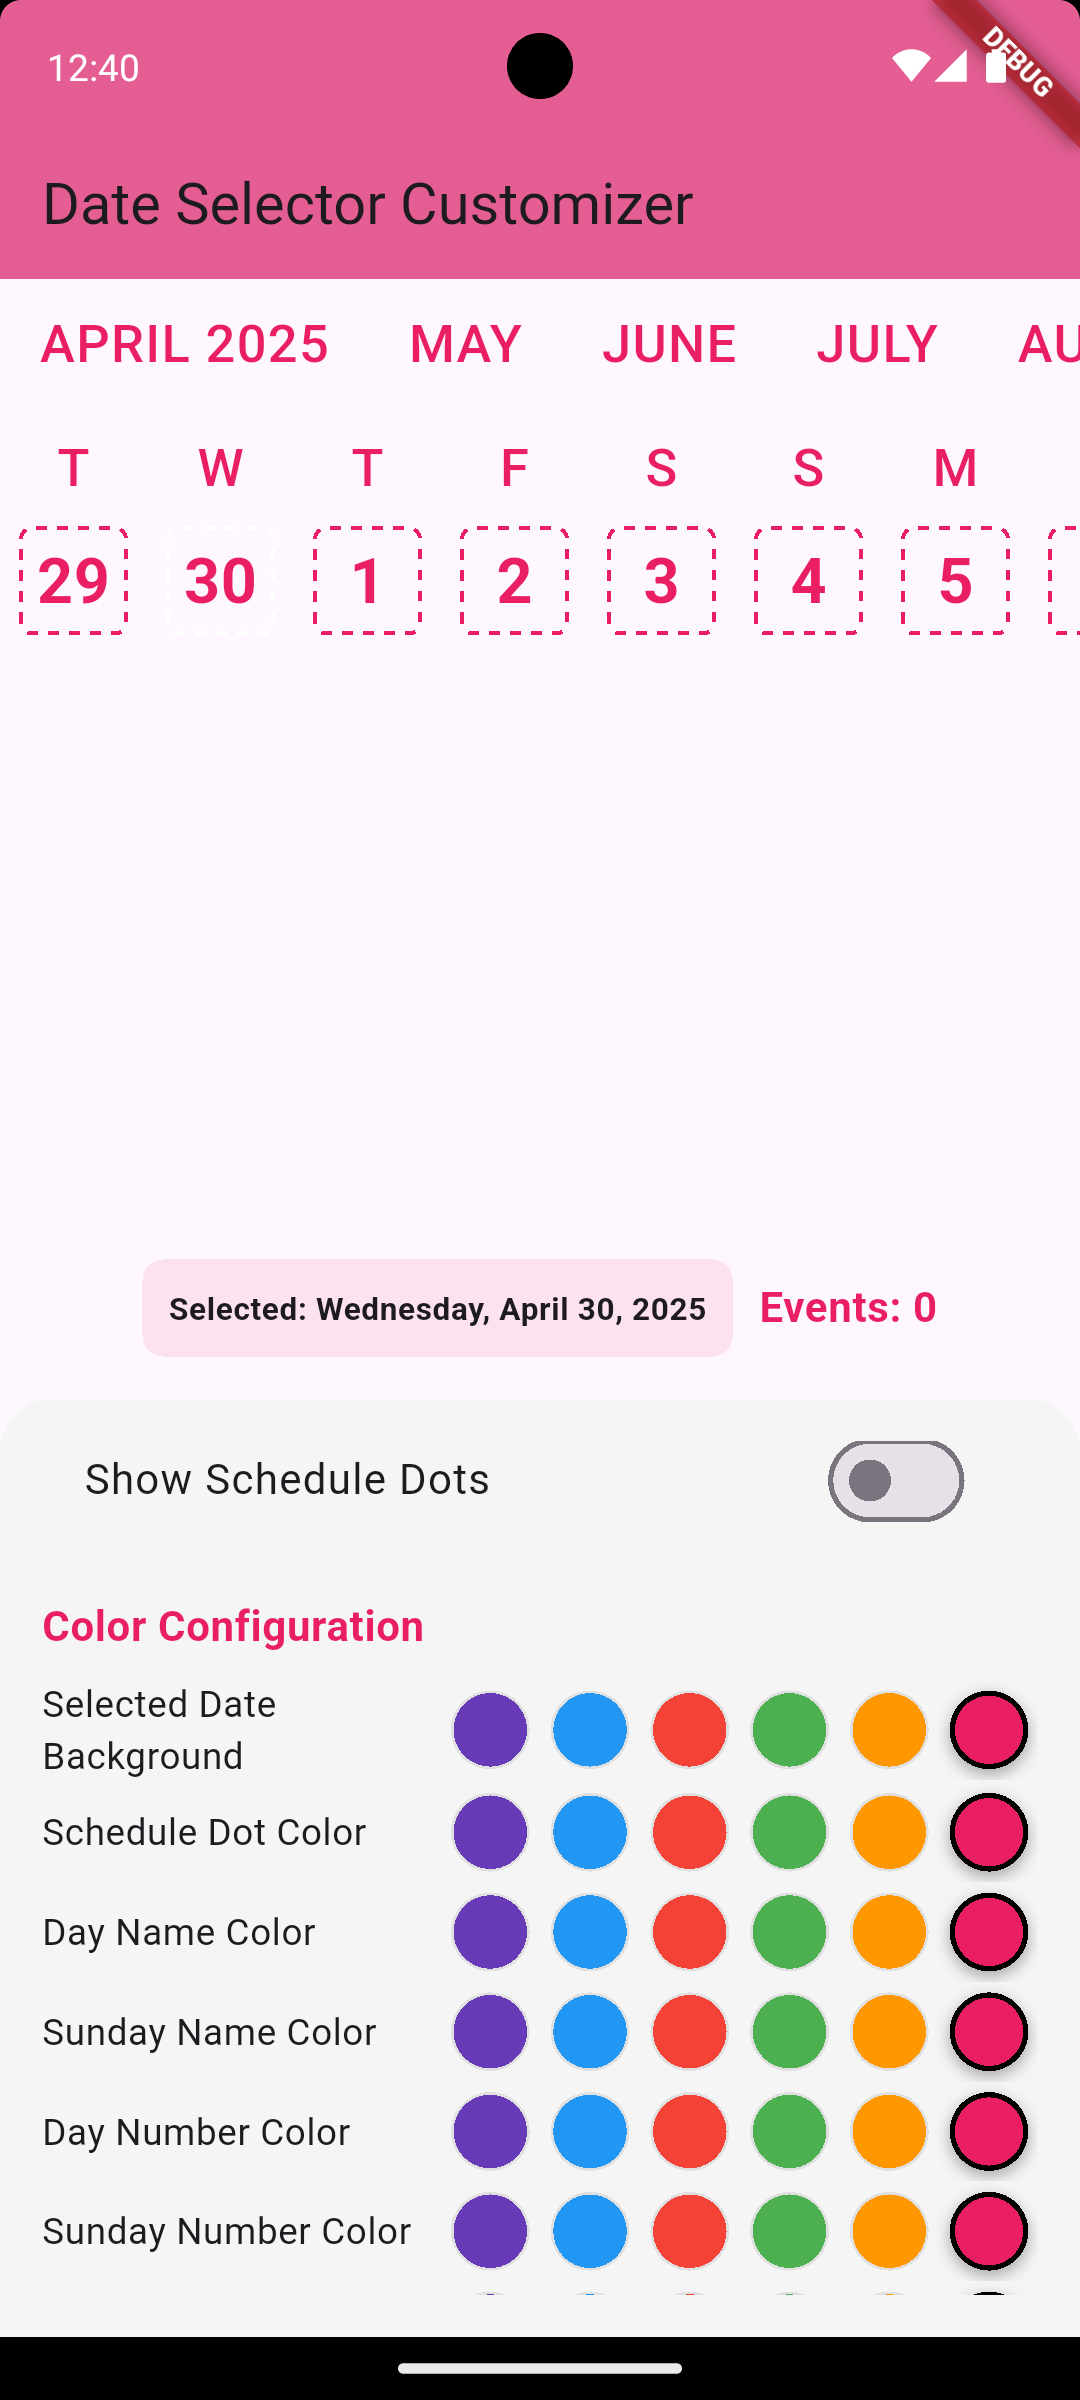 12:40
DEBUG
Date Selector Customizer
APRIL 2025 MAY JUNE JULY AU
T W T F S S M
29 30 1 2 3 4 5
Selected: Wednesday, April 30, 2025 Events: 0
Show Schedule Dots
Color Configuration
Selected Date
Background
Schedule Dot Color
Day Name Color
Sunday Name Color
Day Number Color
Sunday Number Color